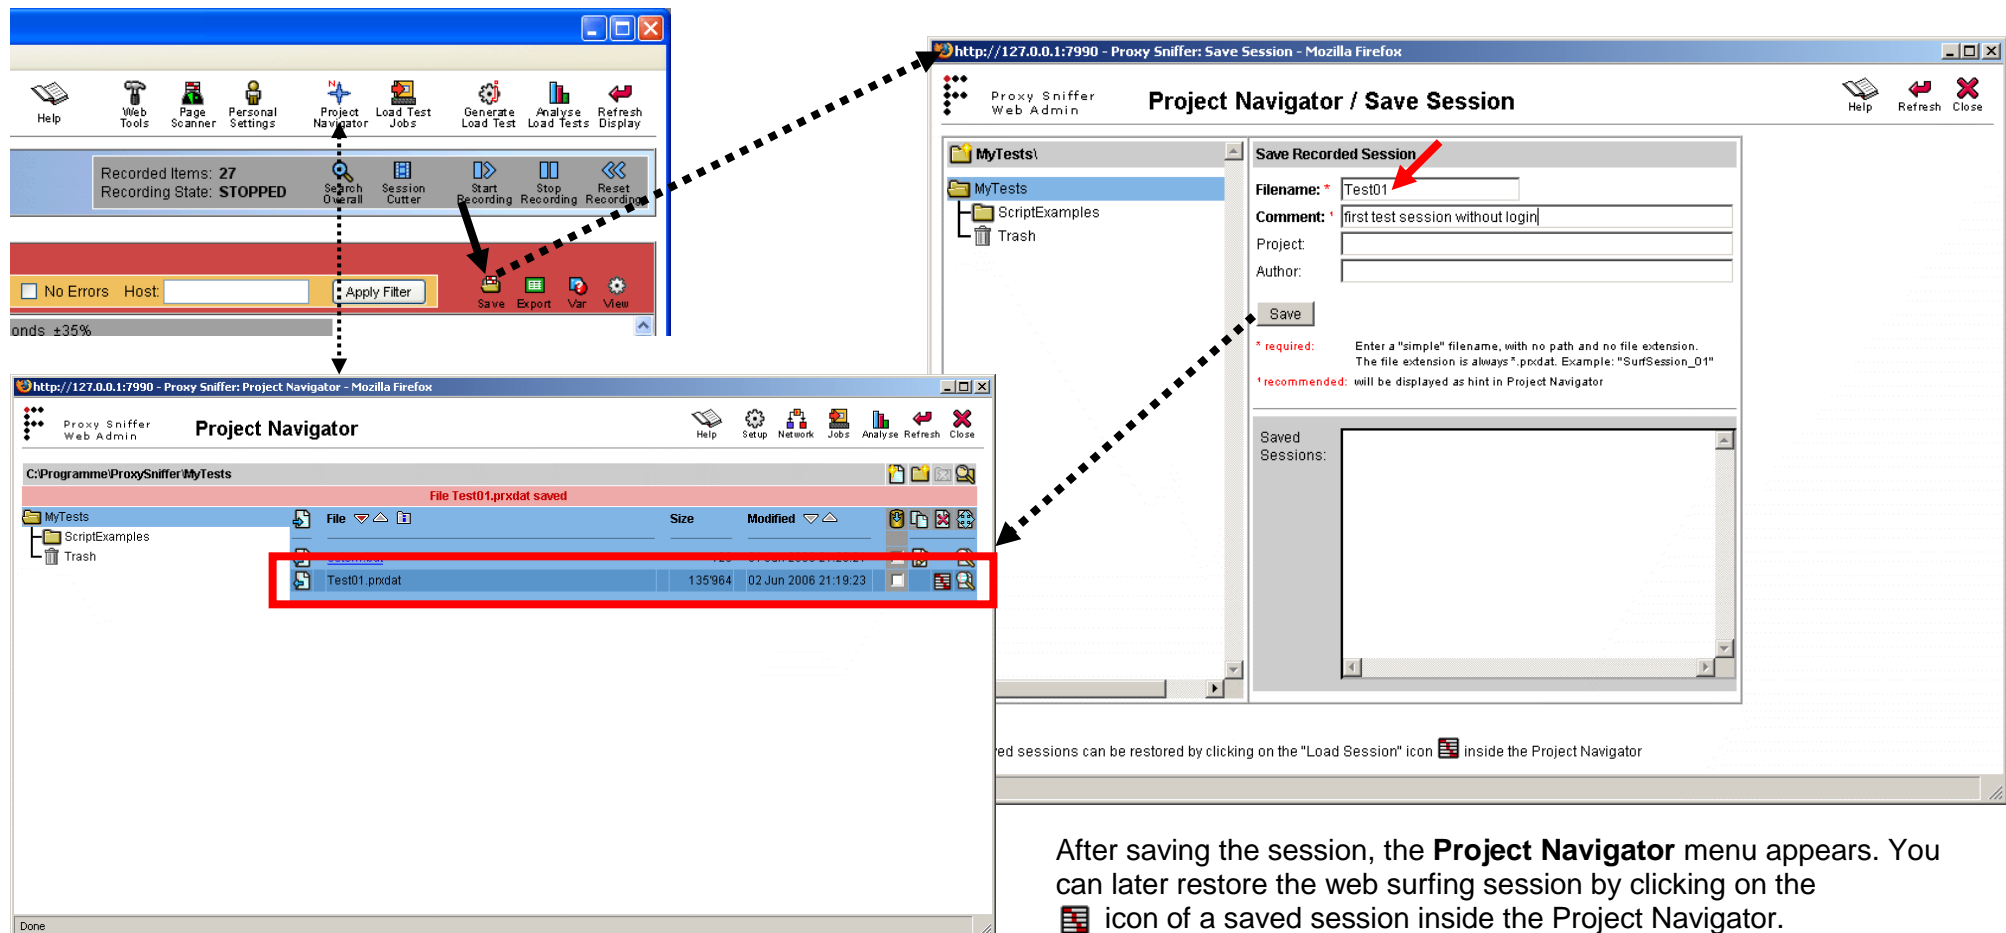 Help
Web Tools
Page Scanner
Personal Settings
Project Navigator
Load Test Jobs
Generate Load Test
Analyse Load Tests
Refresh Display
Recorded Items: 27
Recording State: STOPPED
Search Overall
Session Cutter
Start Recording
Stop Recording
Reset Recording
No Errors Host:
Apply Filter
Save
Export
Var
View
onds ±35%
http://127.0.0.1:7990 - Proxy Sniffer: Save Session - Mozilla Firefox
Proxy Sniffer
Web Admin
Project Navigator / Save Session
Help
Refresh
Close
MyTests\
MyTests
ScriptExamples
Trash
Save Recorded Session
Filename: * Test01
Comment: ¹ first test session without login
Project:
Author:
Save
* required: Enter a "simple" filename, with no path and no file extension.
The file extension is always *.prxdat. Example: "SurfSession_01"
¹ recommended: will be displayed as hint in Project Navigator
Saved
Sessions:
ed sessions can be restored by clicking on the "Load Session" icon inside the Project Navigator
http://127.0.0.1:7990 - Proxy Sniffer: Project Navigator - Mozilla Firefox
Proxy Sniffer
Web Admin
Project Navigator
Help
Setup
Network
Jobs
Analyse
Refresh
Close
C:\Programme\ProxySniffer\MyTests
File Test01.prxdat saved
MyTests
ScriptExamples
Trash
File
Size
Modified
Test01.prxdat 135'964 02 Jun 2006 21:19:23
Done
After saving the session, the Project Navigator menu appears. You
can later restore the web surfing session by clicking on the
icon of a saved session inside the Project Navigator.